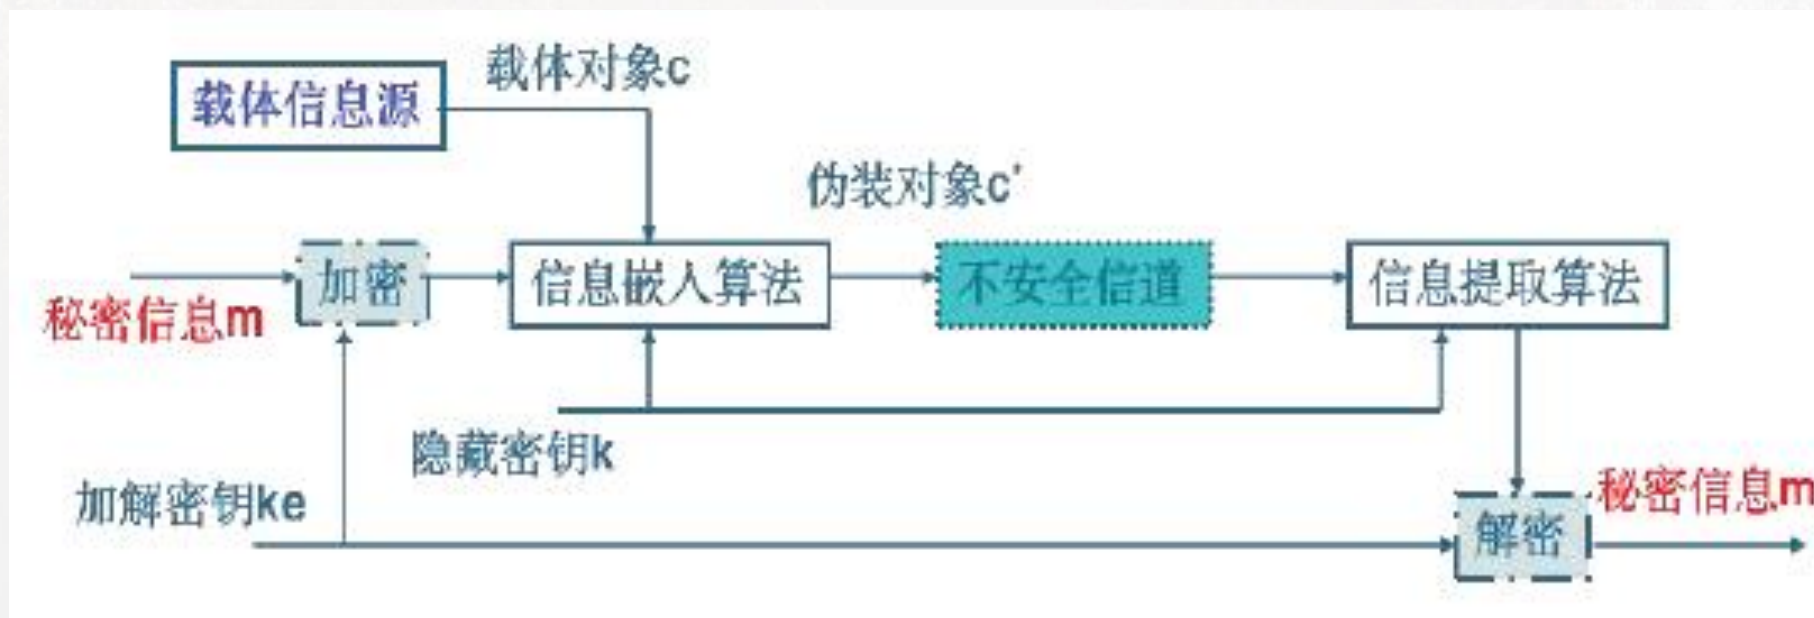 载体对象c
载体信息源
伪装对象c'
加密
信息嵌入算法
不安全信道
信息提取算法
秘密信息m
隐藏密钥k
加解密钥ke
秘密信息m
解密